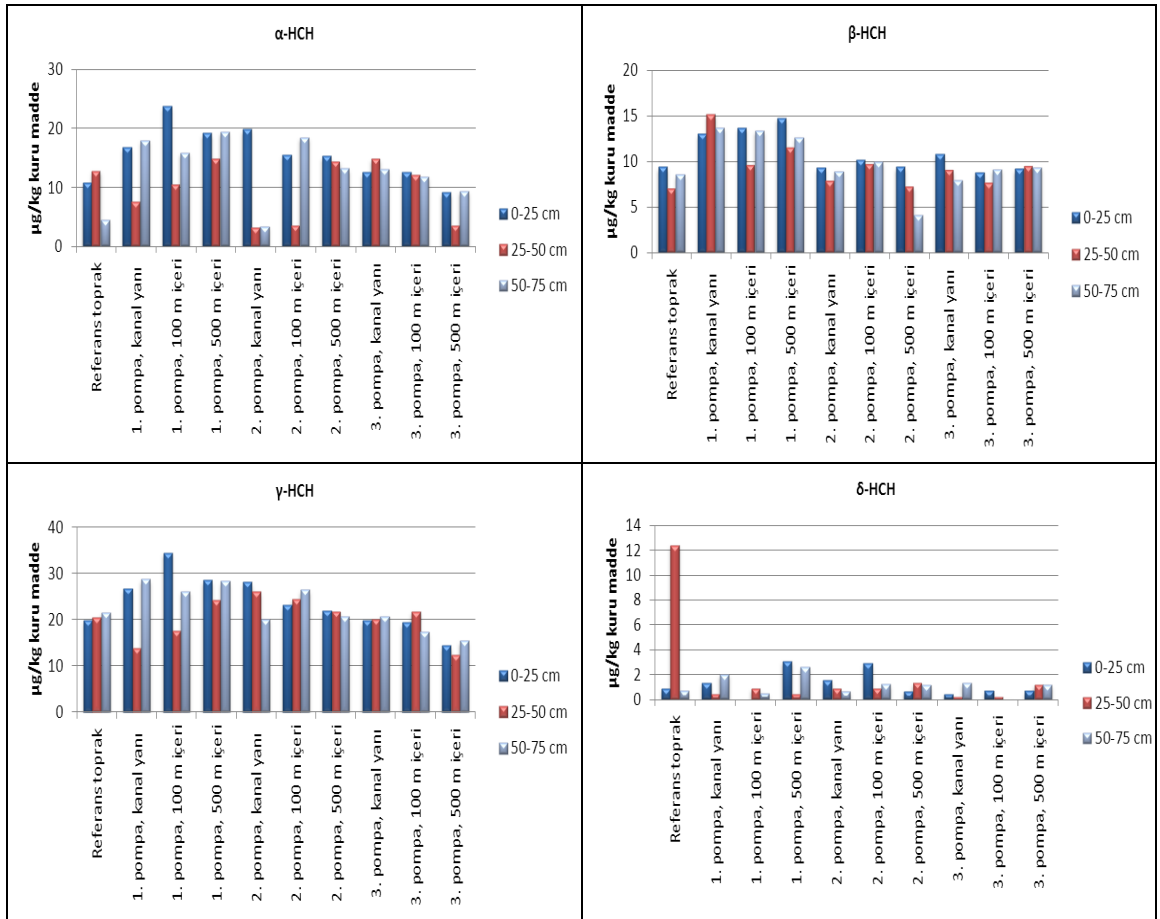 α-HCH
µg/kg kuru madde
30
20
10
0
Referans toprak
1. pompa, kanal yanı
1. pompa, 100 m içeri
1. pompa, 500 m içeri
2. pompa, kanal yanı
2. pompa, 100 m içeri
2. pompa, 500 m içeri
3. pompa, kanal yanı
3. pompa, 100 m içeri
3. pompa, 500 m içeri
0-25 cm
25-50 cm
50-75 cm
β-HCH
µg/kg kuru madde
20
15
10
5
0
Referans toprak
1. pompa, kanal yanı
1. pompa, 100 m içeri
1. pompa, 500 m içeri
2. pompa, kanal yanı
2. pompa, 100 m içeri
2. pompa, 500 m içeri
3. pompa, kanal yanı
3. pompa, 100 m içeri
3. pompa, 500 m içeri
0-25 cm
25-50 cm
50-75 cm
γ-HCH
µg/kg kuru madde
40
30
20
10
0
Referans toprak
1. pompa, kanal yanı
1. pompa, 100 m içeri
1. pompa, 500 m içeri
2. pompa, kanal yanı
2. pompa, 100 m içeri
2. pompa, 500 m içeri
3. pompa, kanal yanı
3. pompa, 100 m içeri
3. pompa, 500 m içeri
0-25 cm
25-50 cm
50-75 cm
δ-HCH
µg/kg kuru madde
14
12
10
8
6
4
2
0
Referans toprak
1. pompa, kanal yanı
1. pompa, 100 m içeri
1. pompa, 500 m içeri
2. pompa, kanal yanı
2. pompa, 100 m içeri
2. pompa, 500 m içeri
3. pompa, kanal yanı
3. pompa, 100 m içeri
3. pompa, 500 m içeri
0-25 cm
25-50 cm
50-75 cm